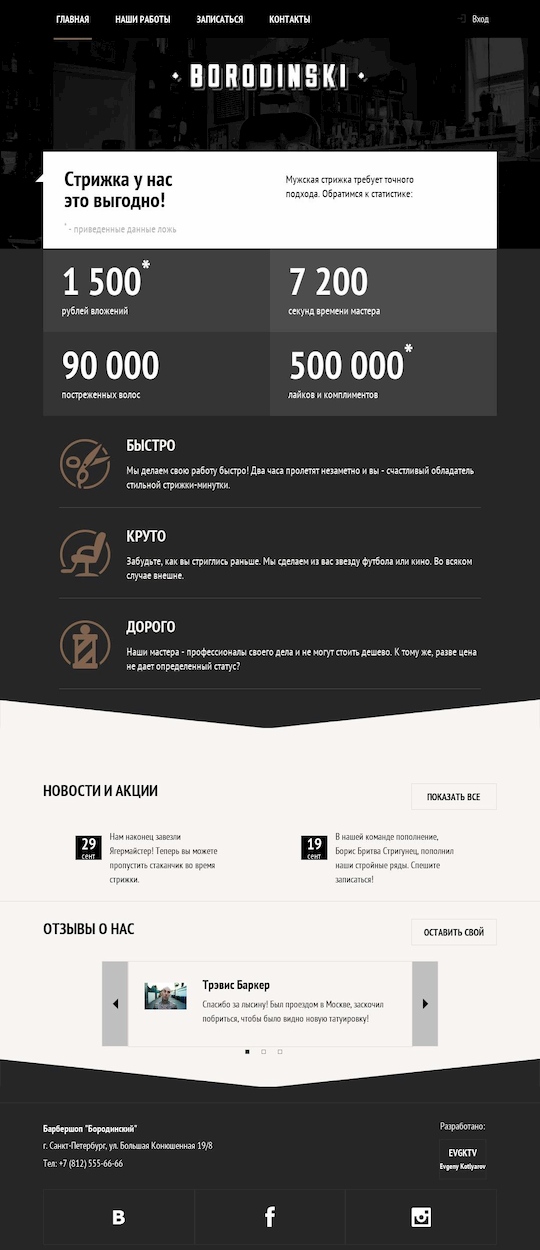 ГЛАВНАЯ НАШИ РАБОТЫ ЗАПИСАТЬСЯ КОНТАКТЫ Вход
BORODINSKI
Стрижка у нас
это выгодно!
* - приведенные данные ложь
Мужская стрижка требует точного
подхода. Обратимся к статистике:
1 500*
рублей вложений
7 200
секунд времени мастера
90 000
постреженных волос
500 000*
лайков и комплиментов
БЫСТРО
Мы делаем свою работу быстро! Два часа пролетят незаметно и вы - счастливый обладатель
стильной стрижки-минутки.
КРУТО
Забудьте, как вы стриглись раньше. Мы сделаем из вас звезду футбола или кино. Во всяком
случае внешне.
ДОРОГО
Наши мастера - профессионалы своего дела и не могут стоить дешево. К тому же, разве цена
не дает определенный статус?
НОВОСТИ И АКЦИИ
ПОКАЗАТЬ ВСЕ
29
сент
Нам наконец завезли
Ягермайстер! Теперь вы можете
пропустить стаканчик во время
стрижки.
19
сент
В нашей команде пополнение,
Борис Бритва Стригунец, пополнил
наши стройные ряды. Спешите
записаться!
ОТЗЫВЫ О НАС
ОСТАВИТЬ СВОЙ
Трэвис Баркер
Спасибо за лысину! Был проездом в Москве, заскочил
побриться, чтобы было видно новую татуировку!
Барбершоп "Бородинский"
г. Санкт-Петербург, ул. Большая Конюшенная 19/8
Тел: +7 (812) 555-66-66
Разработано:
EVGKTV
Evgeny Kotlyarov